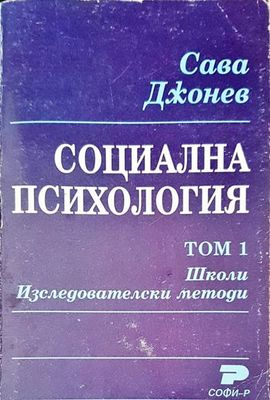 Сава
Джонев
СОЦИАЛНА
ПСИХОЛОГИЯ
ТОМ 1
Школи
Изследователски методи
СОФИ-Р